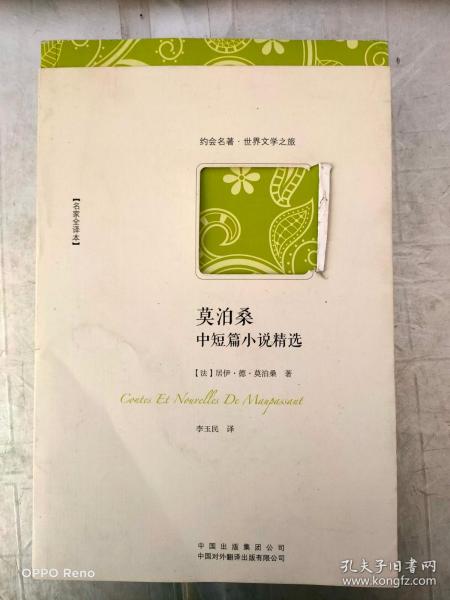 约会名著·世界文学之旅
【名家全译本】
莫泊桑
中短篇小说精选
【法】居伊·德·莫泊桑 著
Contes Et Nouvelles De Maupassant
李玉民 译
中国出版集团公司
中国对外翻译出版有限公司
OPPO Reno
孔夫子旧书网
www.kongfz.com